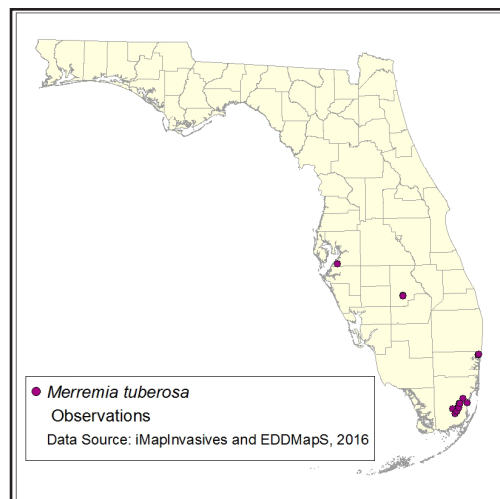 Merremia tuberosa
Observations
Data Source: iMapInvasives and EDDMapS, 2016